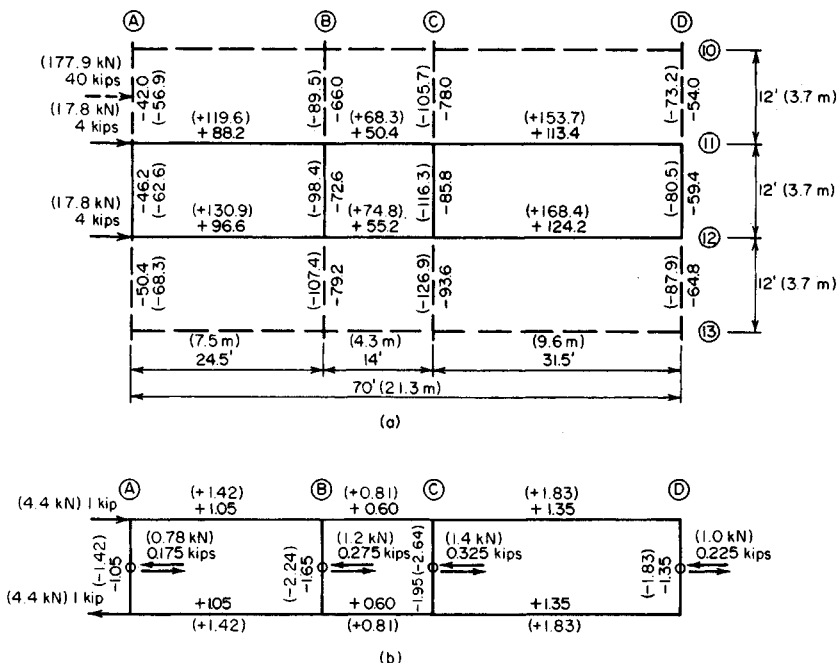 A B C D
10
(177.9 kN)
40 kips
-42.0
(-56.9)
(-89.5)
-66.0
(-105.7)
-78.0
(-73.2)
-54.0
12' (3.7 m)
(17.8 kN)
4 kips
(+119.6)
+88.2
(+68.3)
+50.4
(+153.7)
+113.4
11
-46.2
(-62.6)
(-98.4)
-72.6
(-116.3)
-85.8
(-80.5)
-59.4
12' (3.7 m)
(17.8 kN)
4 kips
(+130.9)
+96.6
(+74.8)
+55.2
(+168.4)
+124.2
12
-50.4
(-68.3)
(-107.4)
-79.2
(-126.9)
-93.6
(-87.9)
-64.8
12' (3.7 m)
13
(7.5 m)
24.5'
(4.3 m)
14'
(9.6 m)
31.5'
70' (21.3 m)
(a)
A B C D
(4.4 kN) 1 kip
(+1.42)
+1.05
(+0.81)
+0.60
(+1.83)
+1.35
(-1.42)
-1.05
(0.78 kN)
0.175 kips
(-2.24)
-1.65
(1.2 kN)
0.275 kips
-1.95 (-2.64)
(1.4 kN)
0.325 kips
(-1.83)
-1.35
(1.0 kN)
0.225 kips
(4.4 kN) 1 kip
+1.05
(+1.42)
+0.60
(+0.81)
+1.35
(+1.83)
(b)